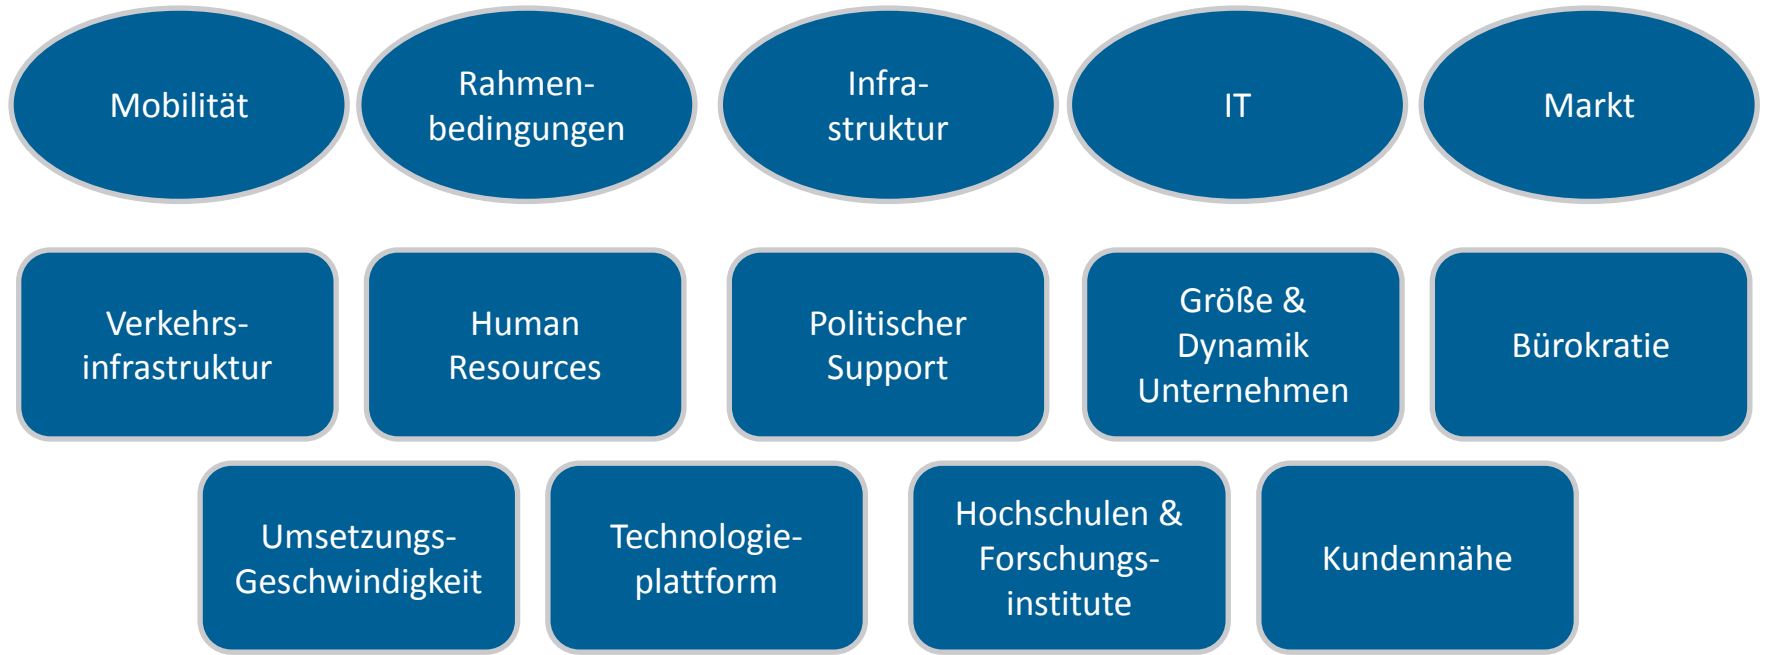 Mobilität
Rahmen-
bedingungen
Infra-
struktur
IT
Markt
Verkehrs-
infrastruktur
Human
Resources
Politischer
Support
Größe &
Dynamik
Unternehmen
Bürokratie
Umsetzungs-
Geschwindigkeit
Technologie-
plattform
Hochschulen &
Forschungs-
institute
Kundennähe